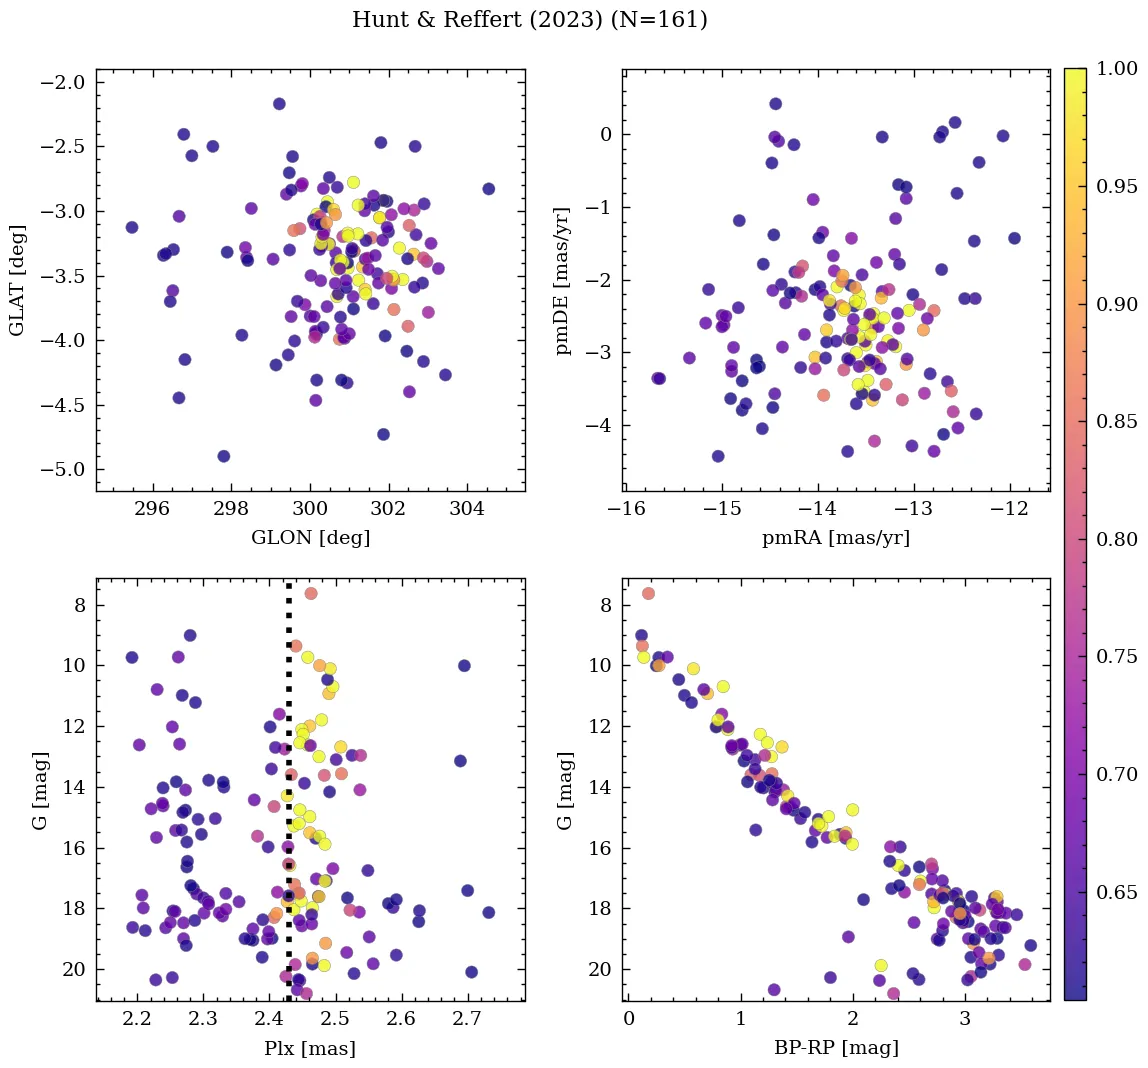 Hunt & Reffert (2023) (N=161)
−2.0
−2.5
−3.0
−3.5
−4.0
−4.5
−5.0
GLAT [deg]
296 298 300 302 304
GLON [deg]
0
−1
−2
−3
−4
pmDE [mas/yr]
−16 −15 −14 −13 −12
pmRA [mas/yr]
1.00
0.95
0.90
0.85
0.80
0.75
0.70
0.65
8
10
12
14
16
18
20
G [mag]
2.2 2.3 2.4 2.5 2.6 2.7
Plx [mas]
8
10
12
14
16
18
20
G [mag]
0 1 2 3
BP-RP [mag]